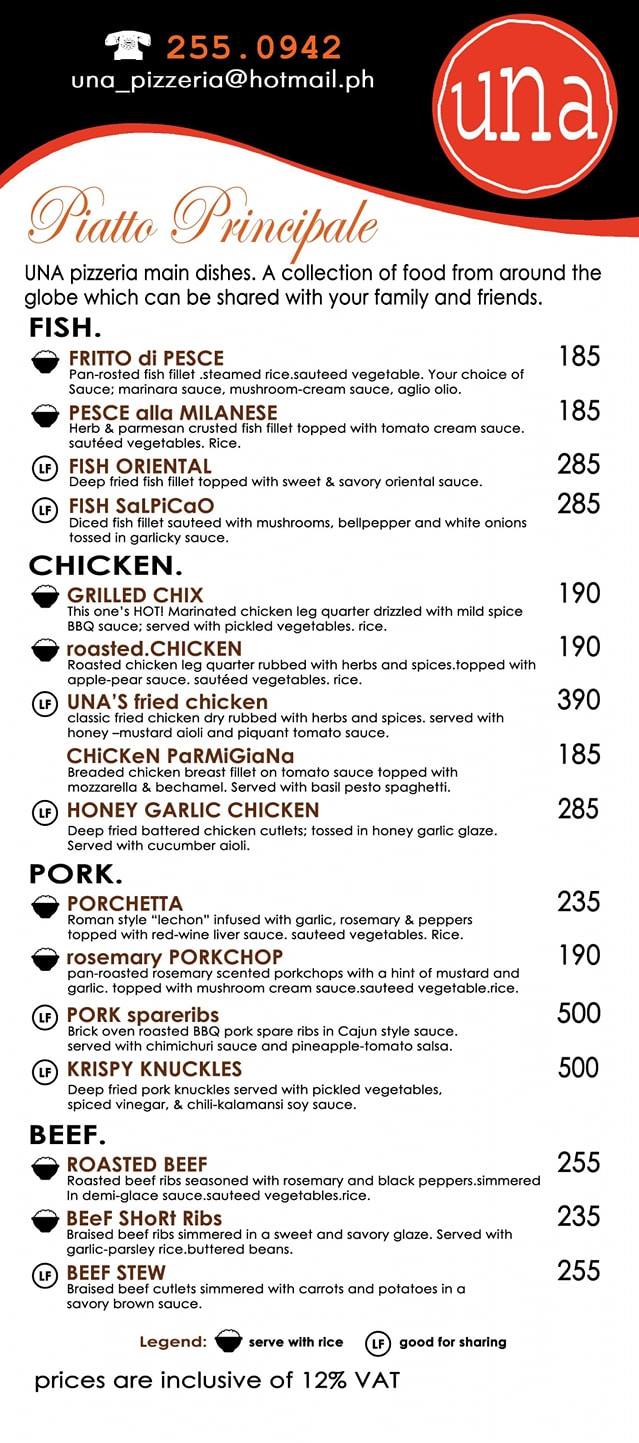 255.0942
una_pizzeria@hotmail.ph
una
Piatto Principale
UNA pizzeria main dishes. A collection of food from around the
globe which can be shared with your family and friends.
FISH.
FRITTO di PESCE 185
Pan-rosted fish fillet .steamed rice.sauteed vegetable. Your choice of
Sauce; marinara sauce, mushroom-cream sauce, aglio olio.
PESCE alla MILANESE 185
Herb & parmesan crusted fish fillet topped with tomato cream sauce.
sautéed vegetables. Rice.
LF FISH ORIENTAL 285
Deep fried fish fillet topped with sweet & savory oriental sauce.
LF FISH SaLPiCaO 285
Diced fish fillet sauteed with mushrooms, bellpepper and white onions
tossed in garlicky sauce.
CHICKEN.
GRILLED CHIX 190
This one's HOT! Marinated chicken leg quarter drizzled with mild spice
BBQ sauce; served with pickled vegetables. rice.
roasted.CHICKEN 190
Roasted chicken leg quarter rubbed with herbs and spices.topped with
apple-pear sauce. sautéed vegetables. rice.
LF UNA'S fried chicken 390
classic fried chicken dry rubbed with herbs and spices. served with
honey –mustard aioli and piquant tomato sauce.
CHiCKeN PaRMiGiaNa 185
Breaded chicken breast fillet on tomato sauce topped with
mozzarella & bechamel. Served with basil pesto spaghetti.
LF HONEY GARLIC CHICKEN 285
Deep fried battered chicken cutlets; tossed in honey garlic glaze.
Served with cucumber aioli.
PORK.
PORCHETTA 235
Roman style “lechon” infused with garlic, rosemary & peppers
topped with red-wine liver sauce. sauteed vegetables. Rice.
rosemary PORKCHOP 190
pan-roasted rosemary scented porkchops with a hint of mustard and
garlic. topped with mushroom cream sauce.sauteed vegetable.rice.
LF PORK spareribs 500
Brick oven roasted BBQ pork spare ribs in Cajun style sauce.
served with chimichuri sauce and pineapple-tomato salsa.
LF KRISPY KNUCKLES 500
Deep fried pork knuckles served with pickled vegetables,
spiced vinegar, & chili-kalamansi soy sauce.
BEEF.
ROASTED BEEF 255
Roasted beef ribs seasoned with rosemary and black peppers.simmered
In demi-glace sauce.sauteed vegetables.rice.
BEeF SHoRt Ribs 235
Braised beef ribs simmered in a sweet and savory glaze. Served with
garlic-parsley rice.buttered beans.
LF BEEF STEW 255
Braised beef cutlets simmered with carrots and potatoes in a
savory brown sauce.
Legend: serve with rice LF good for sharing
prices are inclusive of 12% VAT